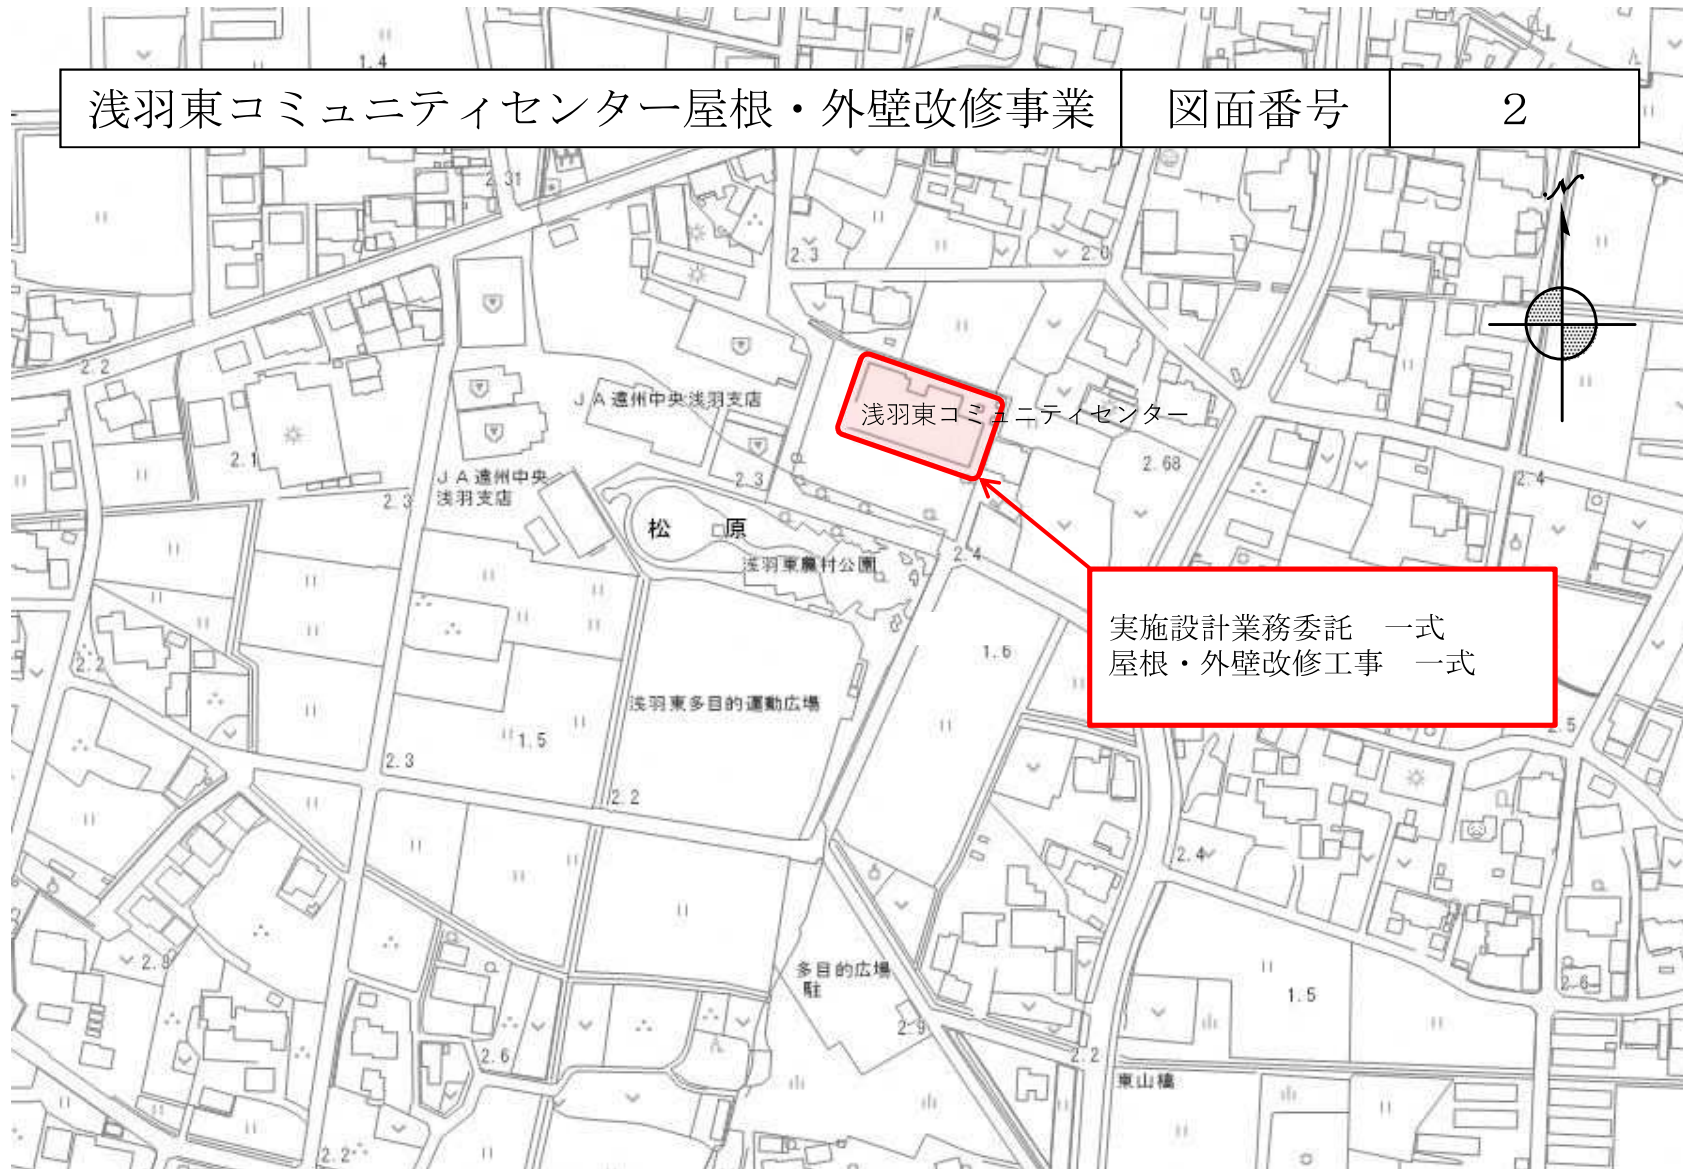 1.4
浅羽東コミュニティセンター屋根・外壁改修事業 図面番号 2
2.31
N
2.3
2.0
2.2
JA遠州中央浅羽支店
浅羽東コミュニティセンター
2.1
2.3
JA遠州中央
浅羽支店
2.3
2.68
2.4
松原
浅羽東農村公園
2.4
実施設計業務委託 一式
屋根・外壁改修工事 一式
1.6
2.2
浅羽東多目的運動広場
1.5
2.5
2.3
2.2
2.4
多目的広場
駐
2.9
1.5
2.6
2.9
2.6
2.2
東山橋
2.2